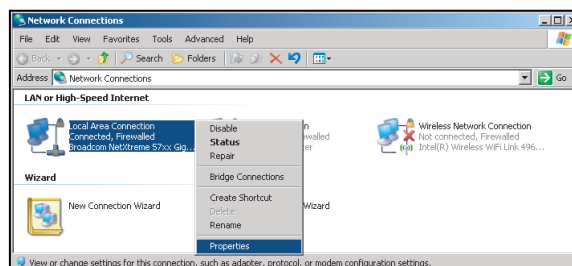 Network Connections
File Edit View Favorites Tools Advanced Help
Back Search Folders
Address Network Connections Go
LAN or High-Speed Internet
Local Area Connection
Connected, Firewalled
Broadcom NetXtreme 57xx Gig...
Disable
Status
Repair
Bridge Connections
Create Shortcut
Delete
Rename
Properties
Wireless Network Connection
Not connected, Firewalled
Intel(R) Wireless WiFi Link 496...
Wizard
New Connection Wizard
Wizard
View or change settings for this connection, such as adapter, protocol, or modem configuration settings.